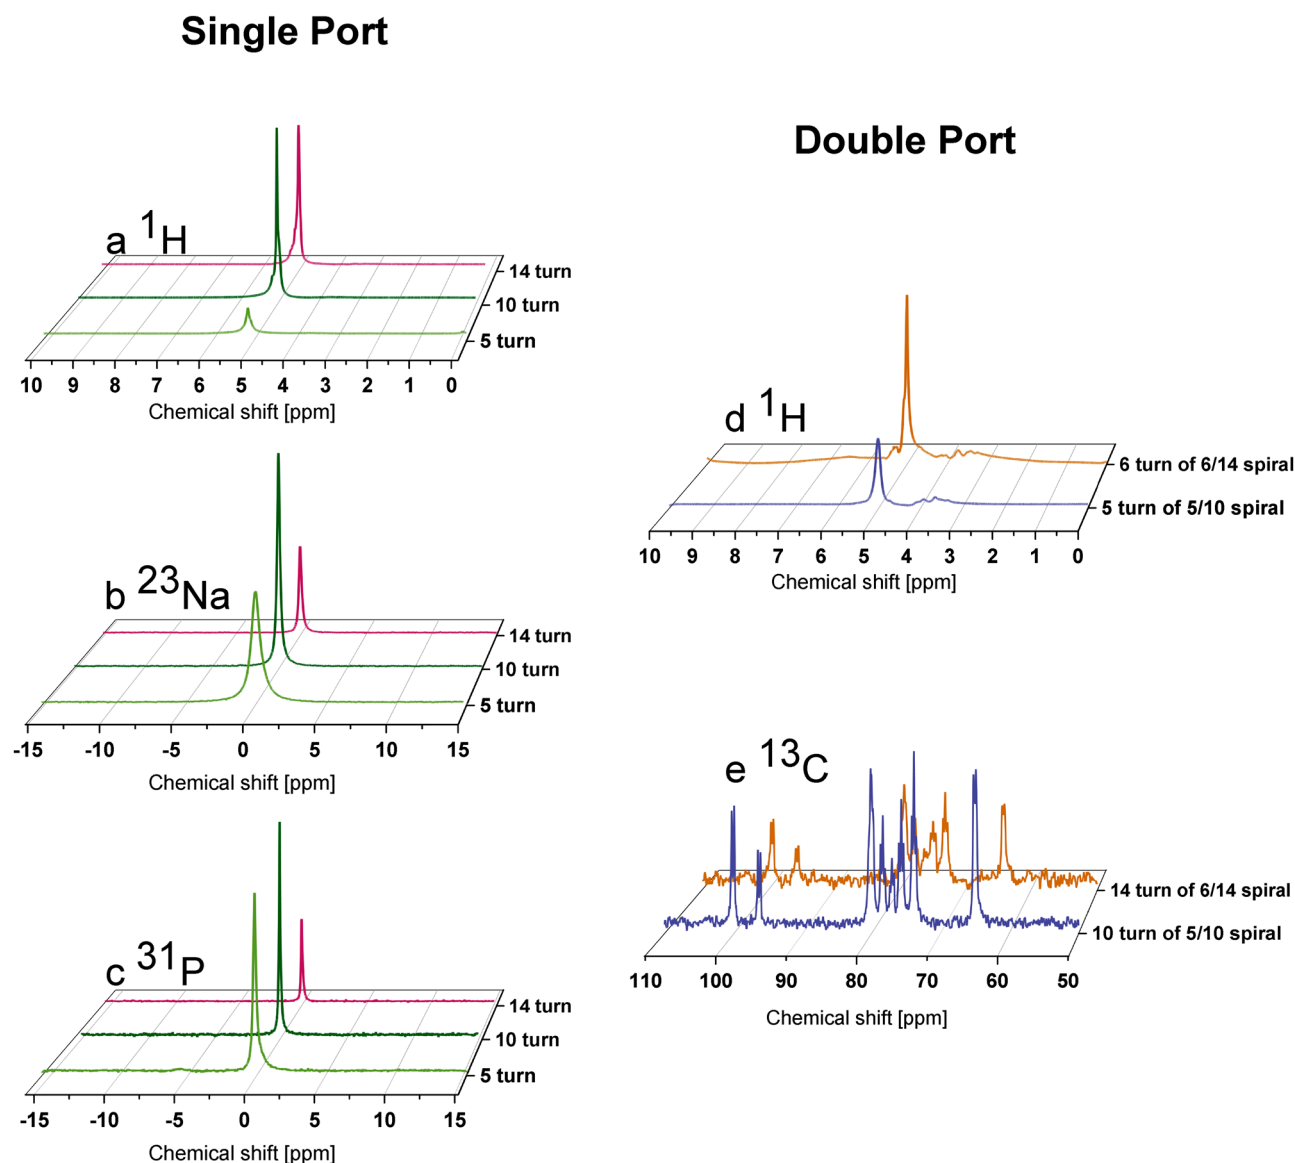 Single Port
a ¹H
14 turn
10 turn
5 turn
10 9 8 7 6 5 4 3 2 1 0
Chemical shift [ppm]
b ²³Na
14 turn
10 turn
5 turn
-15 -10 -5 0 5 10 15
Chemical shift [ppm]
c ³¹P
14 turn
10 turn
5 turn
-15 -10 -5 0 5 10 15
Chemical shift [ppm]
Double Port
d ¹H
6 turn of 6/14 spiral
5 turn of 5/10 spiral
10 9 8 7 6 5 4 3 2 1 0
Chemical shift [ppm]
e ¹³C
14 turn of 6/14 spiral
10 turn of 5/10 spiral
110 100 90 80 70 60 50
Chemical shift [ppm]